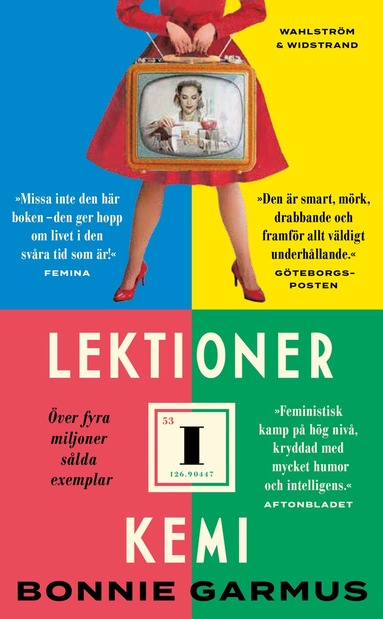 WAHLSTRÖM
& WIDSTRAND
»Missa inte den här
boken – den ger hopp
om livet i den
svåra tid som är!«
FEMINA
»Den är smart, mörk,
drabbande och
framför allt väldigt
underhållande.«
GÖTEBORGS-
POSTEN
LEKTIONER
Över fyra
miljoner
sålda
exemplar
53
I
126.90447
»Feministisk
kamp på hög nivå,
kryddad med
mycket humor
och intelligens.«
AFTONBLADET
KEMI
BONNIE GARMUS